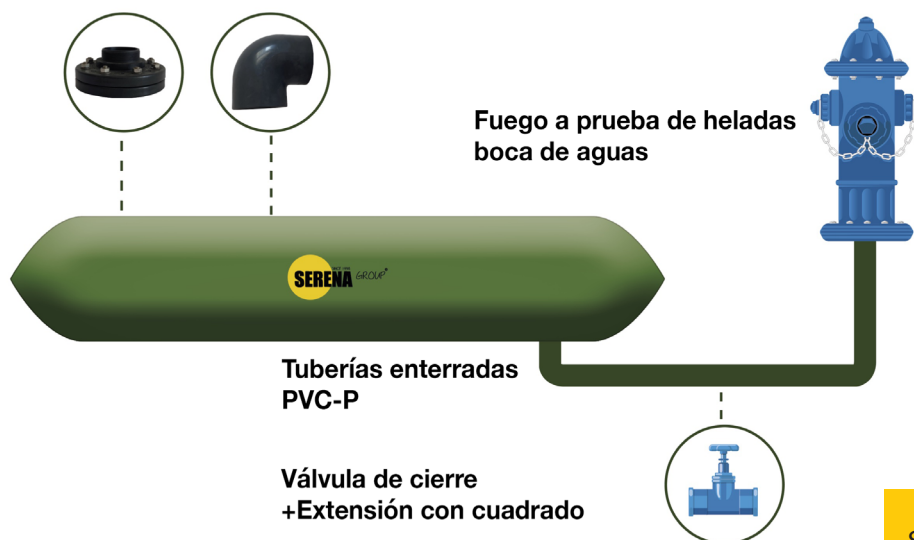 Fuego a prueba de heladas
boca de aguas
SERENA GROUP
Tuberías enterradas
PVC-P
Válvula de cierre
+Extensión con cuadrado